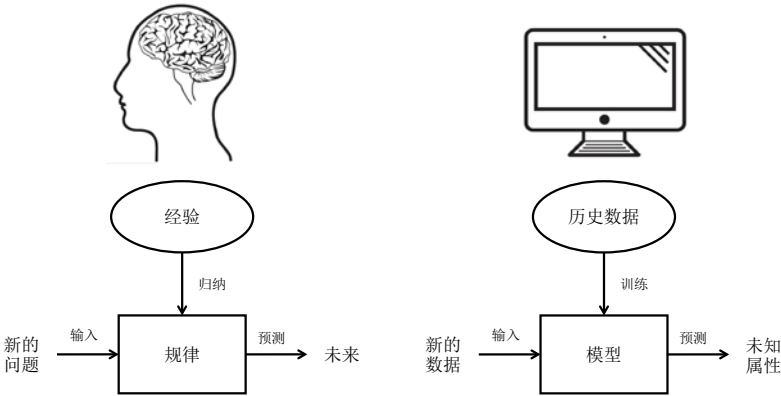 经验
归纳
新的
问题
输入
规律
预测
未来
历史数据
训练
新的
数据
输入
模型
预测
未知
属性